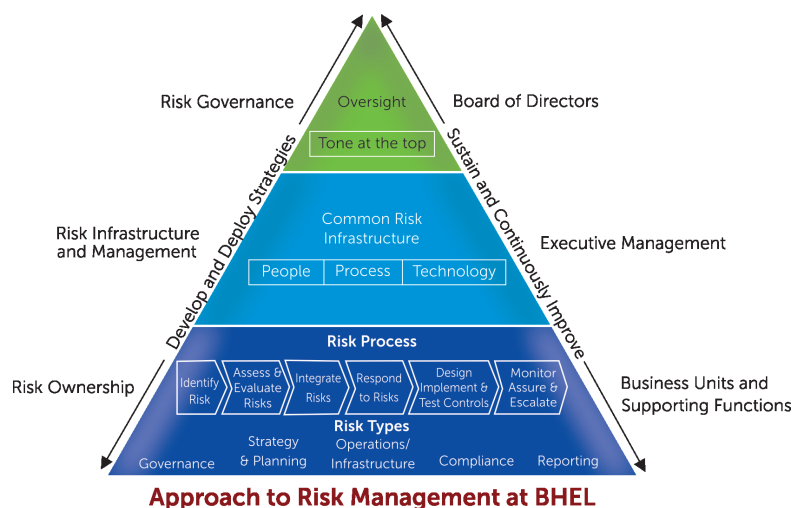 Risk Governance
Oversight
Board of Directors
Tone at the top
Develop and Deploy Strategies
Sustain and Continuously Improve
Risk Infrastructure
and Management
Common Risk
Infrastructure
People Process Technology
Executive Management
Risk Ownership
Risk Process
Identify
Risk
Assess &
Evaluate
Risks
Integrate
Risks
Respond
to Risks
Design
Implement &
Test Controls
Monitor
Assure &
Escalate
Business Units and
Supporting Functions
Risk Types
Governance
Strategy
& Planning
Operations/
Infrastructure
Compliance
Reporting
Approach to Risk Management at BHEL